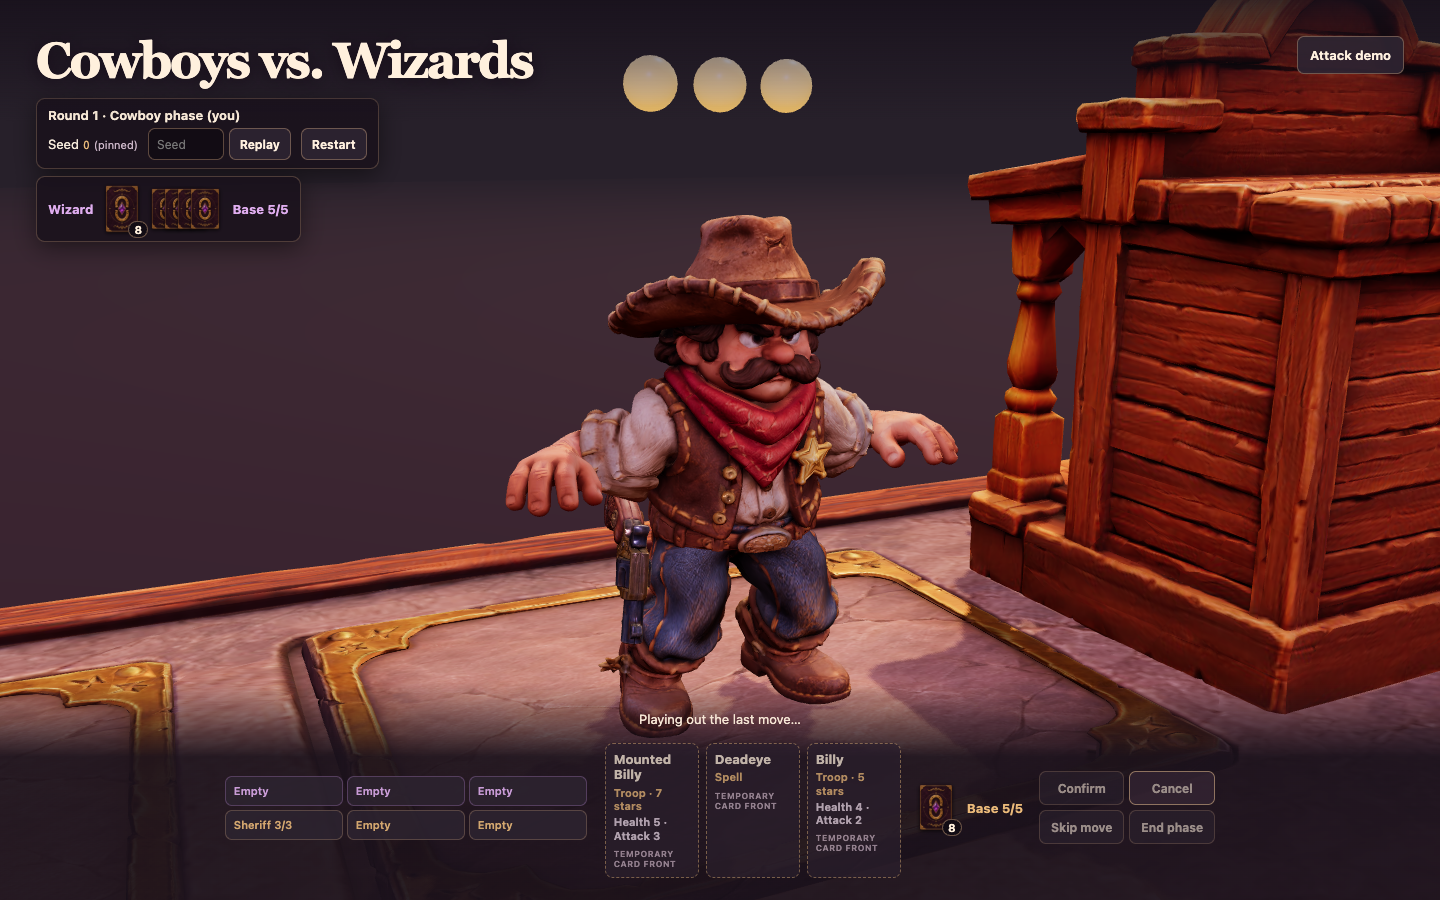 Cowboys vs. Wizards
Attack demo
Round 1 · Cowboy phase (you)
Seed 0 (pinned) Seed Replay Restart
Wizard 8 Base 5/5
Playing out the last move...
Empty Empty Empty
Sheriff 3/3 Empty Empty
Mounted
Billy
Troop · 7
stars
Health 5 ·
Attack 3
TEMPORARY
CARD FRONT
Deadeye
Spell
TEMPORARY
CARD FRONT
Billy
Troop · 5
stars
Health 4 ·
Attack 2
TEMPORARY
CARD FRONT
8 Base 5/5
Confirm Cancel
Skip move End phase